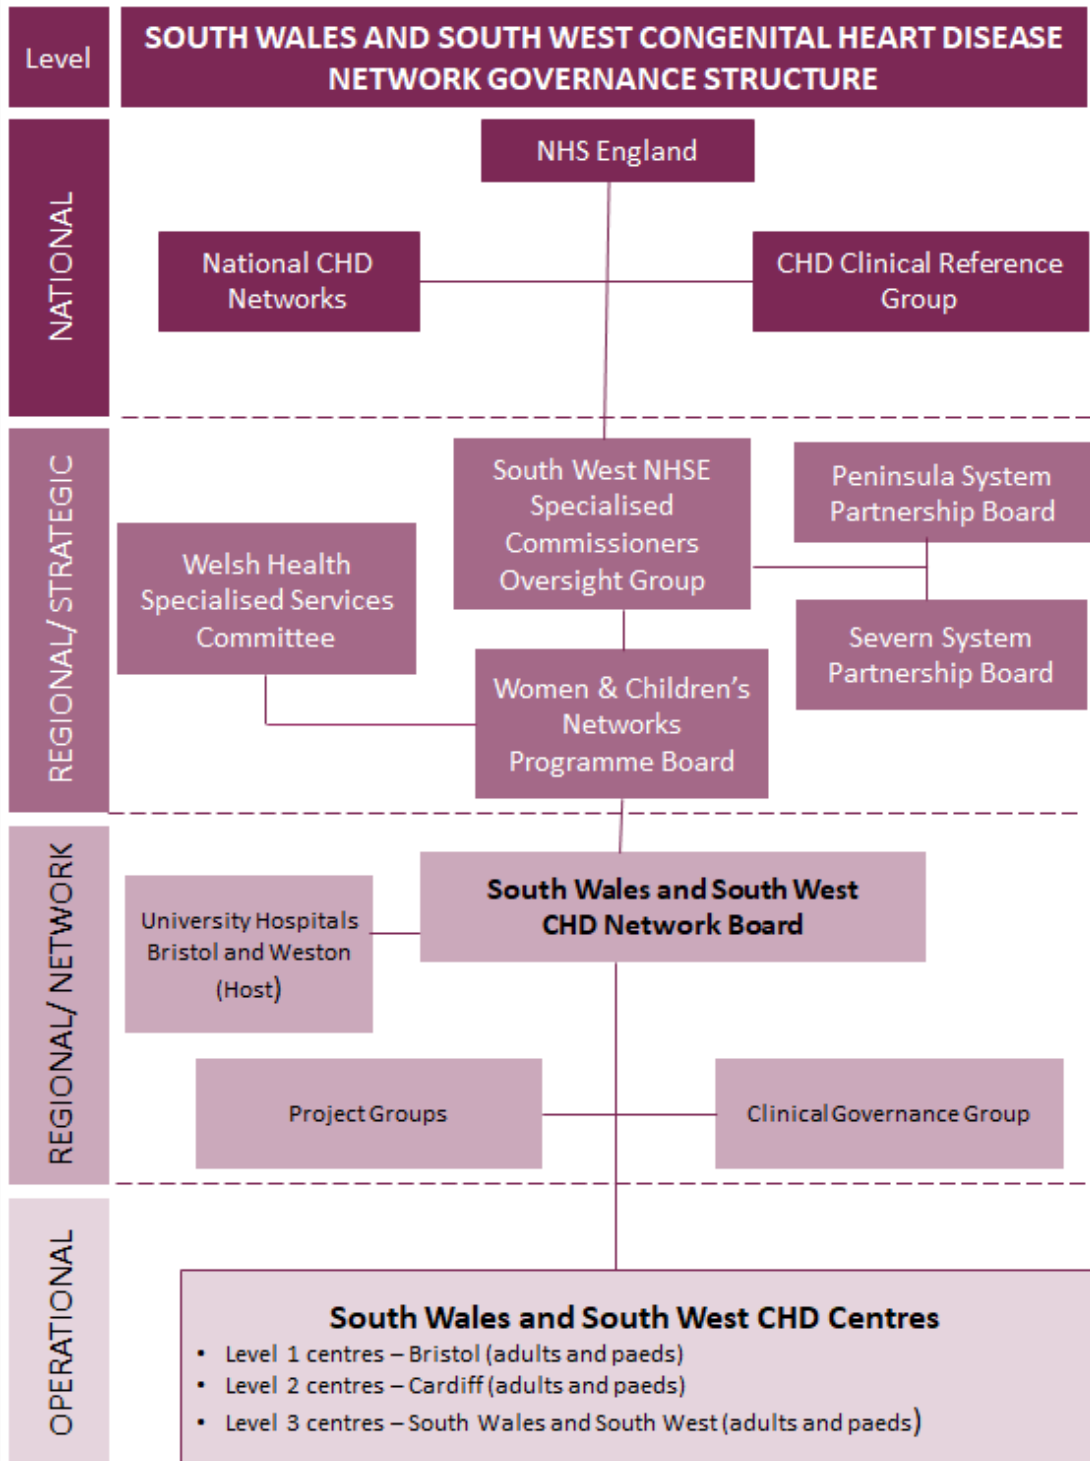 Level
SOUTH WALES AND SOUTH WEST CONGENITAL HEART DISEASE
NETWORK GOVERNANCE STRUCTURE
NATIONAL
NHS England
National CHD
Networks
CHD Clinical Reference
Group
REGIONAL/ STRATEGIC
South West NHSE
Specialised
Commissioners
Oversight Group
Peninsula System
Partnership Board
Welsh Health
Specialised Services
Committee
Severn System
Partnership Board
Women & Children’s
Networks
Programme Board
REGIONAL/ NETWORK
South Wales and South West
CHD Network Board
University Hospitals
Bristol and Weston
(Host)
Project Groups
Clinical Governance Group
OPERATIONAL
South Wales and South West CHD Centres
• Level 1 centres – Bristol (adults and paeds)
• Level 2 centres – Cardiff (adults and paeds)
• Level 3 centres – South Wales and South West (adults and paeds)